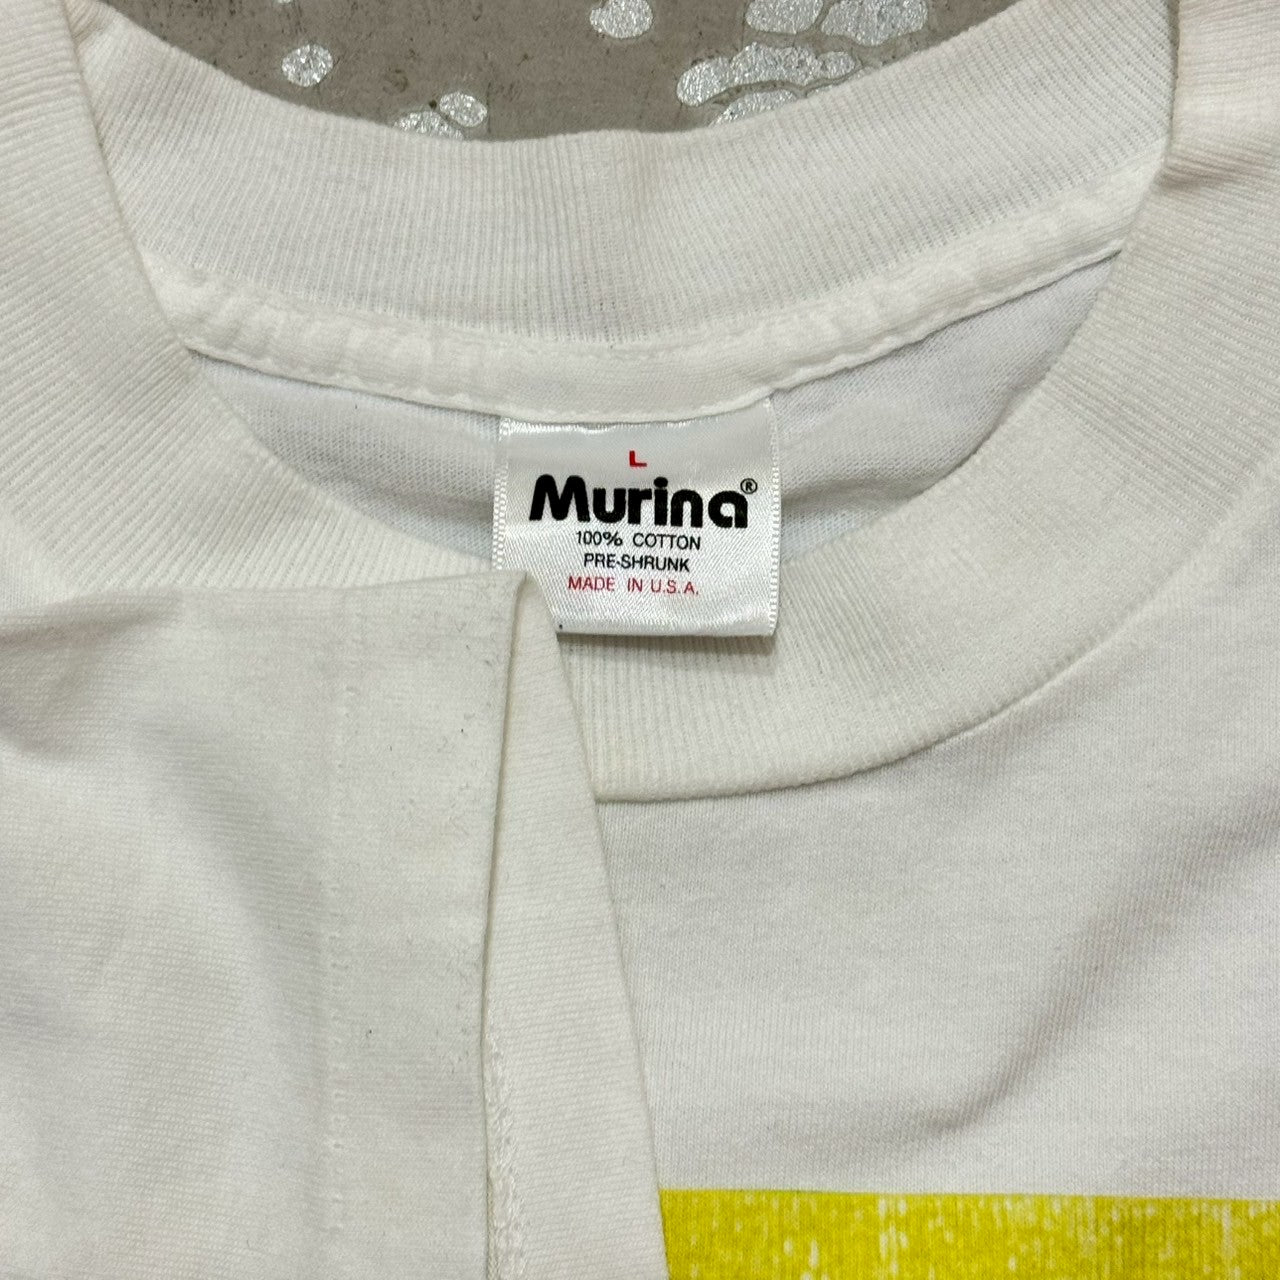 L
Murina®
100% COTTON
PRE-SHRUNK
MADE IN U.S.A.